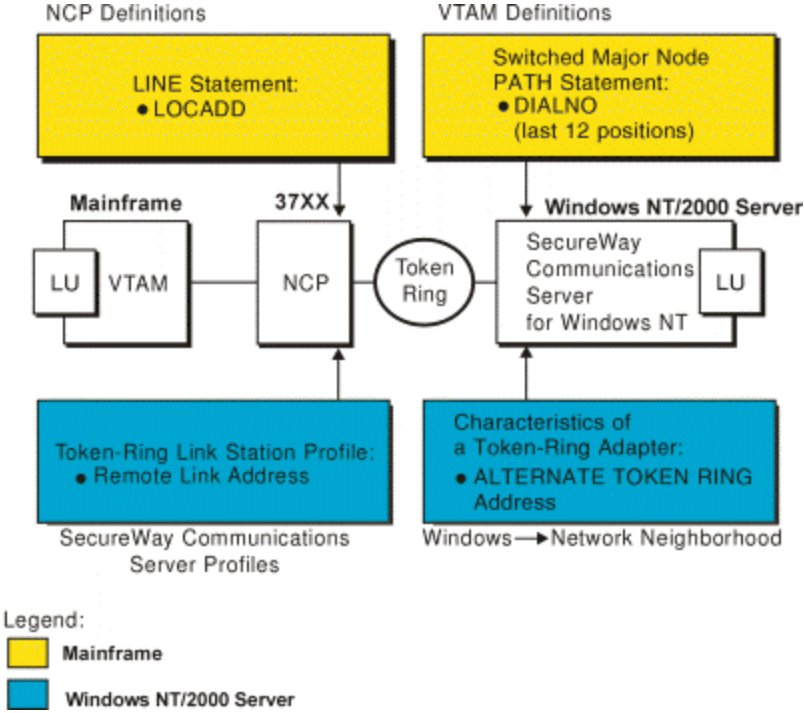 NCP Definitions
VTAM Definitions
LINE Statement:
● LOCADD
Switched Major Node
PATH Statement:
● DIALNO
(last 12 positions)
Mainframe
37XX
Windows NT/2000 Server
LU
VTAM
NCP
Token
Ring
SecureWay
Communications
Server
for Windows NT
LU
Token-Ring Link Station Profile:
● Remote Link Address
Characteristics of
a Token-Ring Adapter:
● ALTERNATE TOKEN RING
Address
SecureWay Communications
Server Profiles
Windows→Network Neighborhood
Legend:
Mainframe
Windows NT/2000 Server